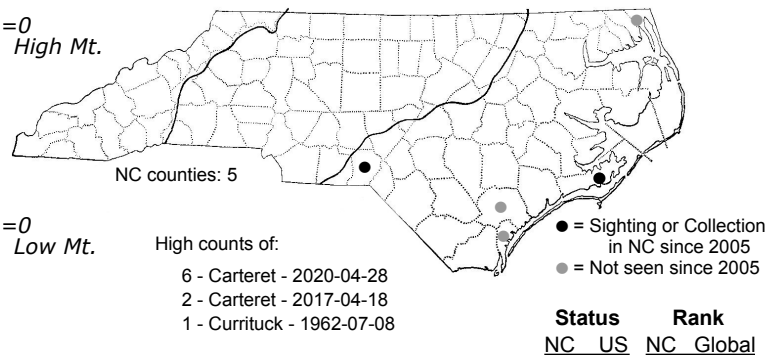 =0
High Mt.
NC counties: 5
=0
Low Mt.
High counts of:
6 - Carteret - 2020-04-28
2 - Carteret - 2017-04-18
1 - Currituck - 1962-07-08
= Sighting or Collection
in NC since 2005
= Not seen since 2005
Status Rank
NC US NC Global